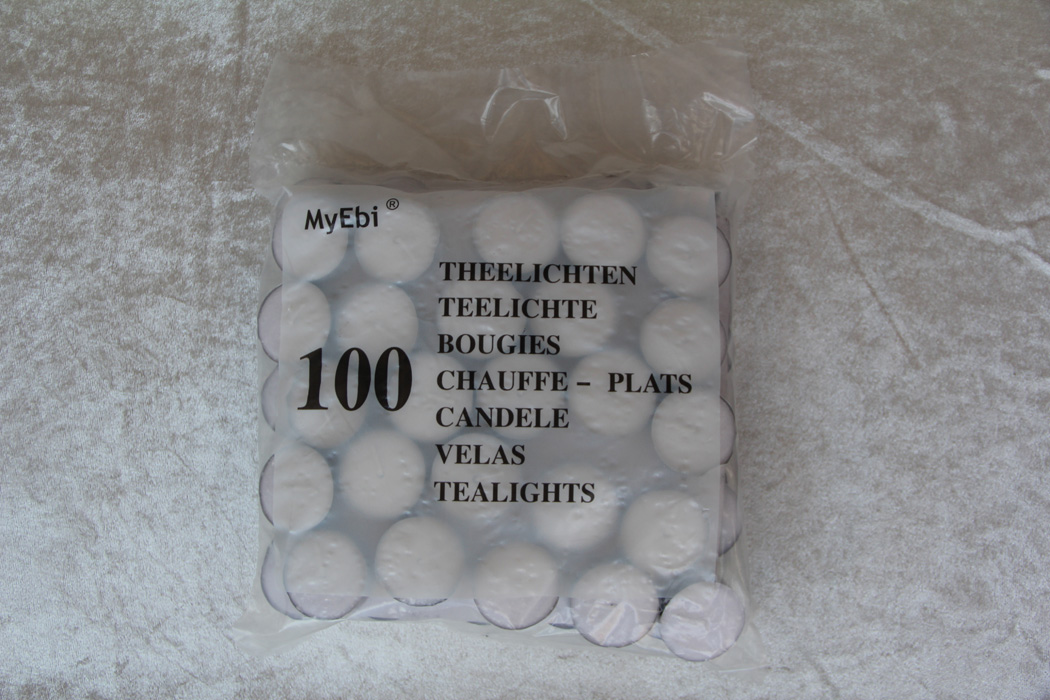 MyEbi®
100
THEELICHTEN
TEELICHTE
BOUGIES
CHAUFFE - PLATS
CANDELE
VELAS
TEALIGHTS